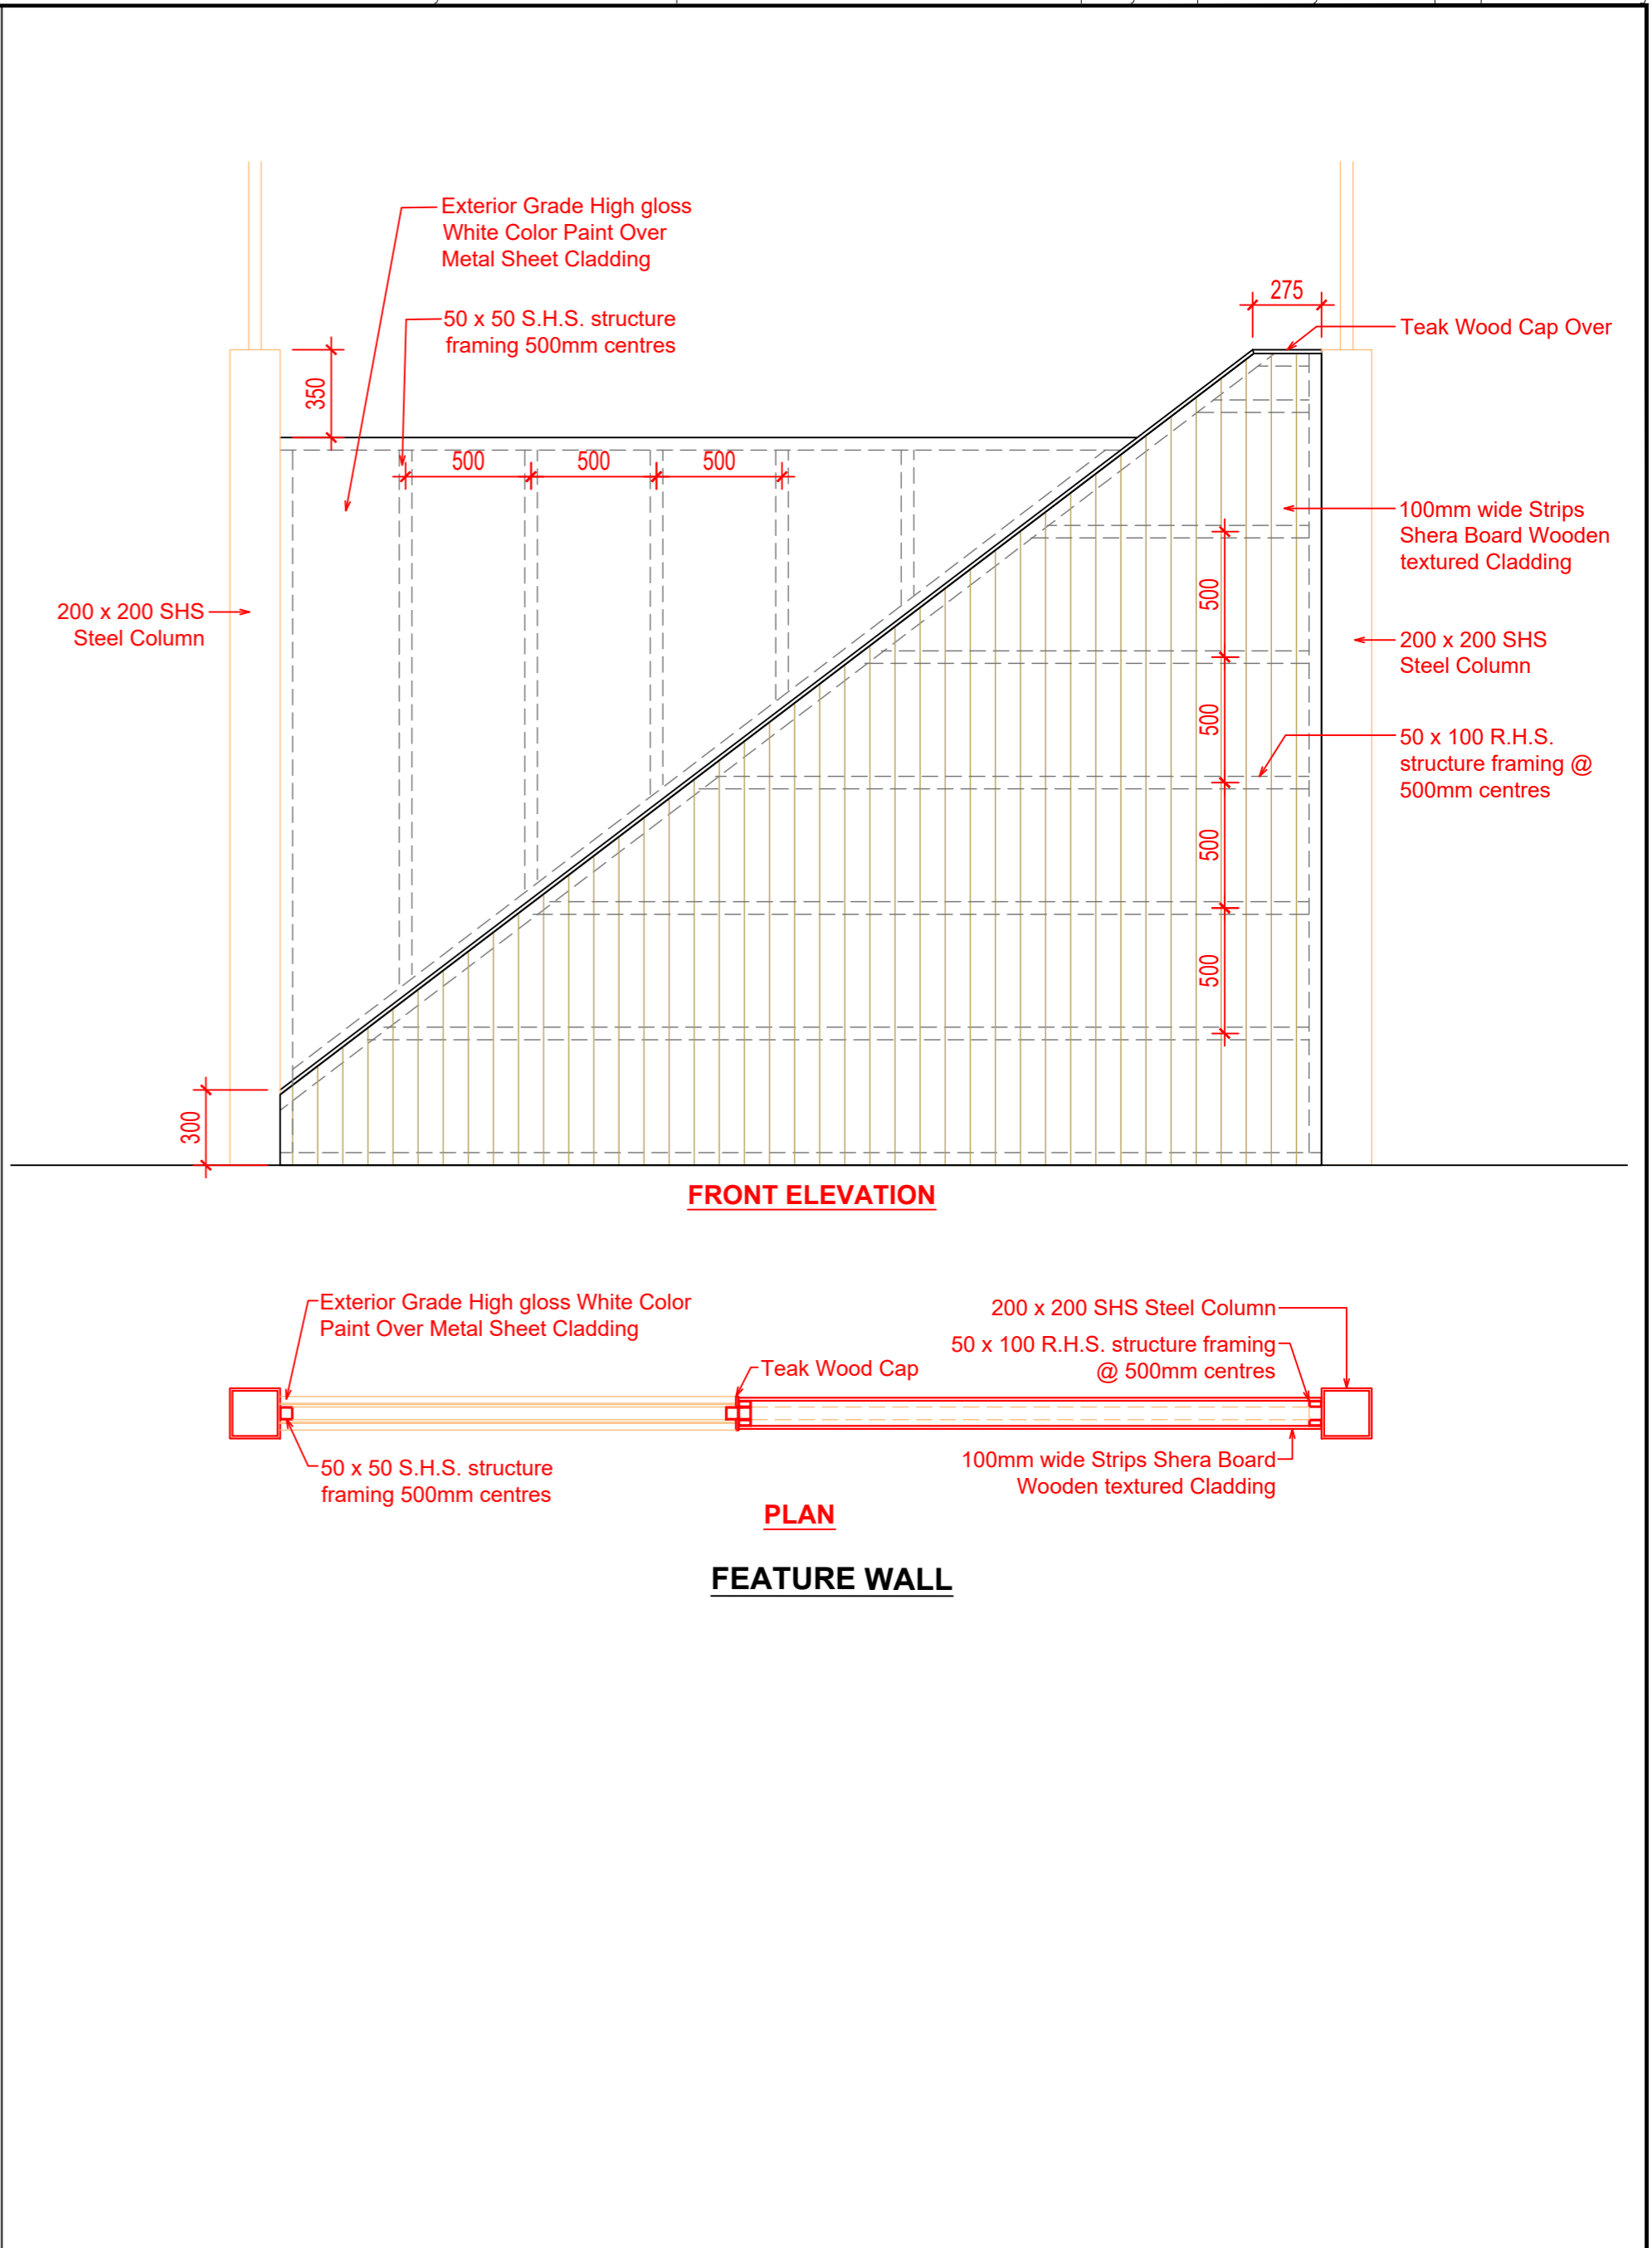 Exterior Grade High gloss
White Color Paint Over
Metal Sheet Cladding
275
Teak Wood Cap Over
50 x 50 S.H.S. structure
framing 500mm centres
350
500
500
500
100mm wide Strips
Shera Board Wooden
textured Cladding
500
200 x 200 SHS
Steel Column
200 x 200 SHS
Steel Column
500
50 x 100 R.H.S.
structure framing @
500mm centres
500
500
300
FRONT ELEVATION
Exterior Grade High gloss White Color
Paint Over Metal Sheet Cladding
200 x 200 SHS Steel Column
50 x 100 R.H.S. structure framing
@ 500mm centres
Teak Wood Cap
50 x 50 S.H.S. structure
framing 500mm centres
100mm wide Strips Shera Board
Wooden textured Cladding
PLAN
FEATURE WALL